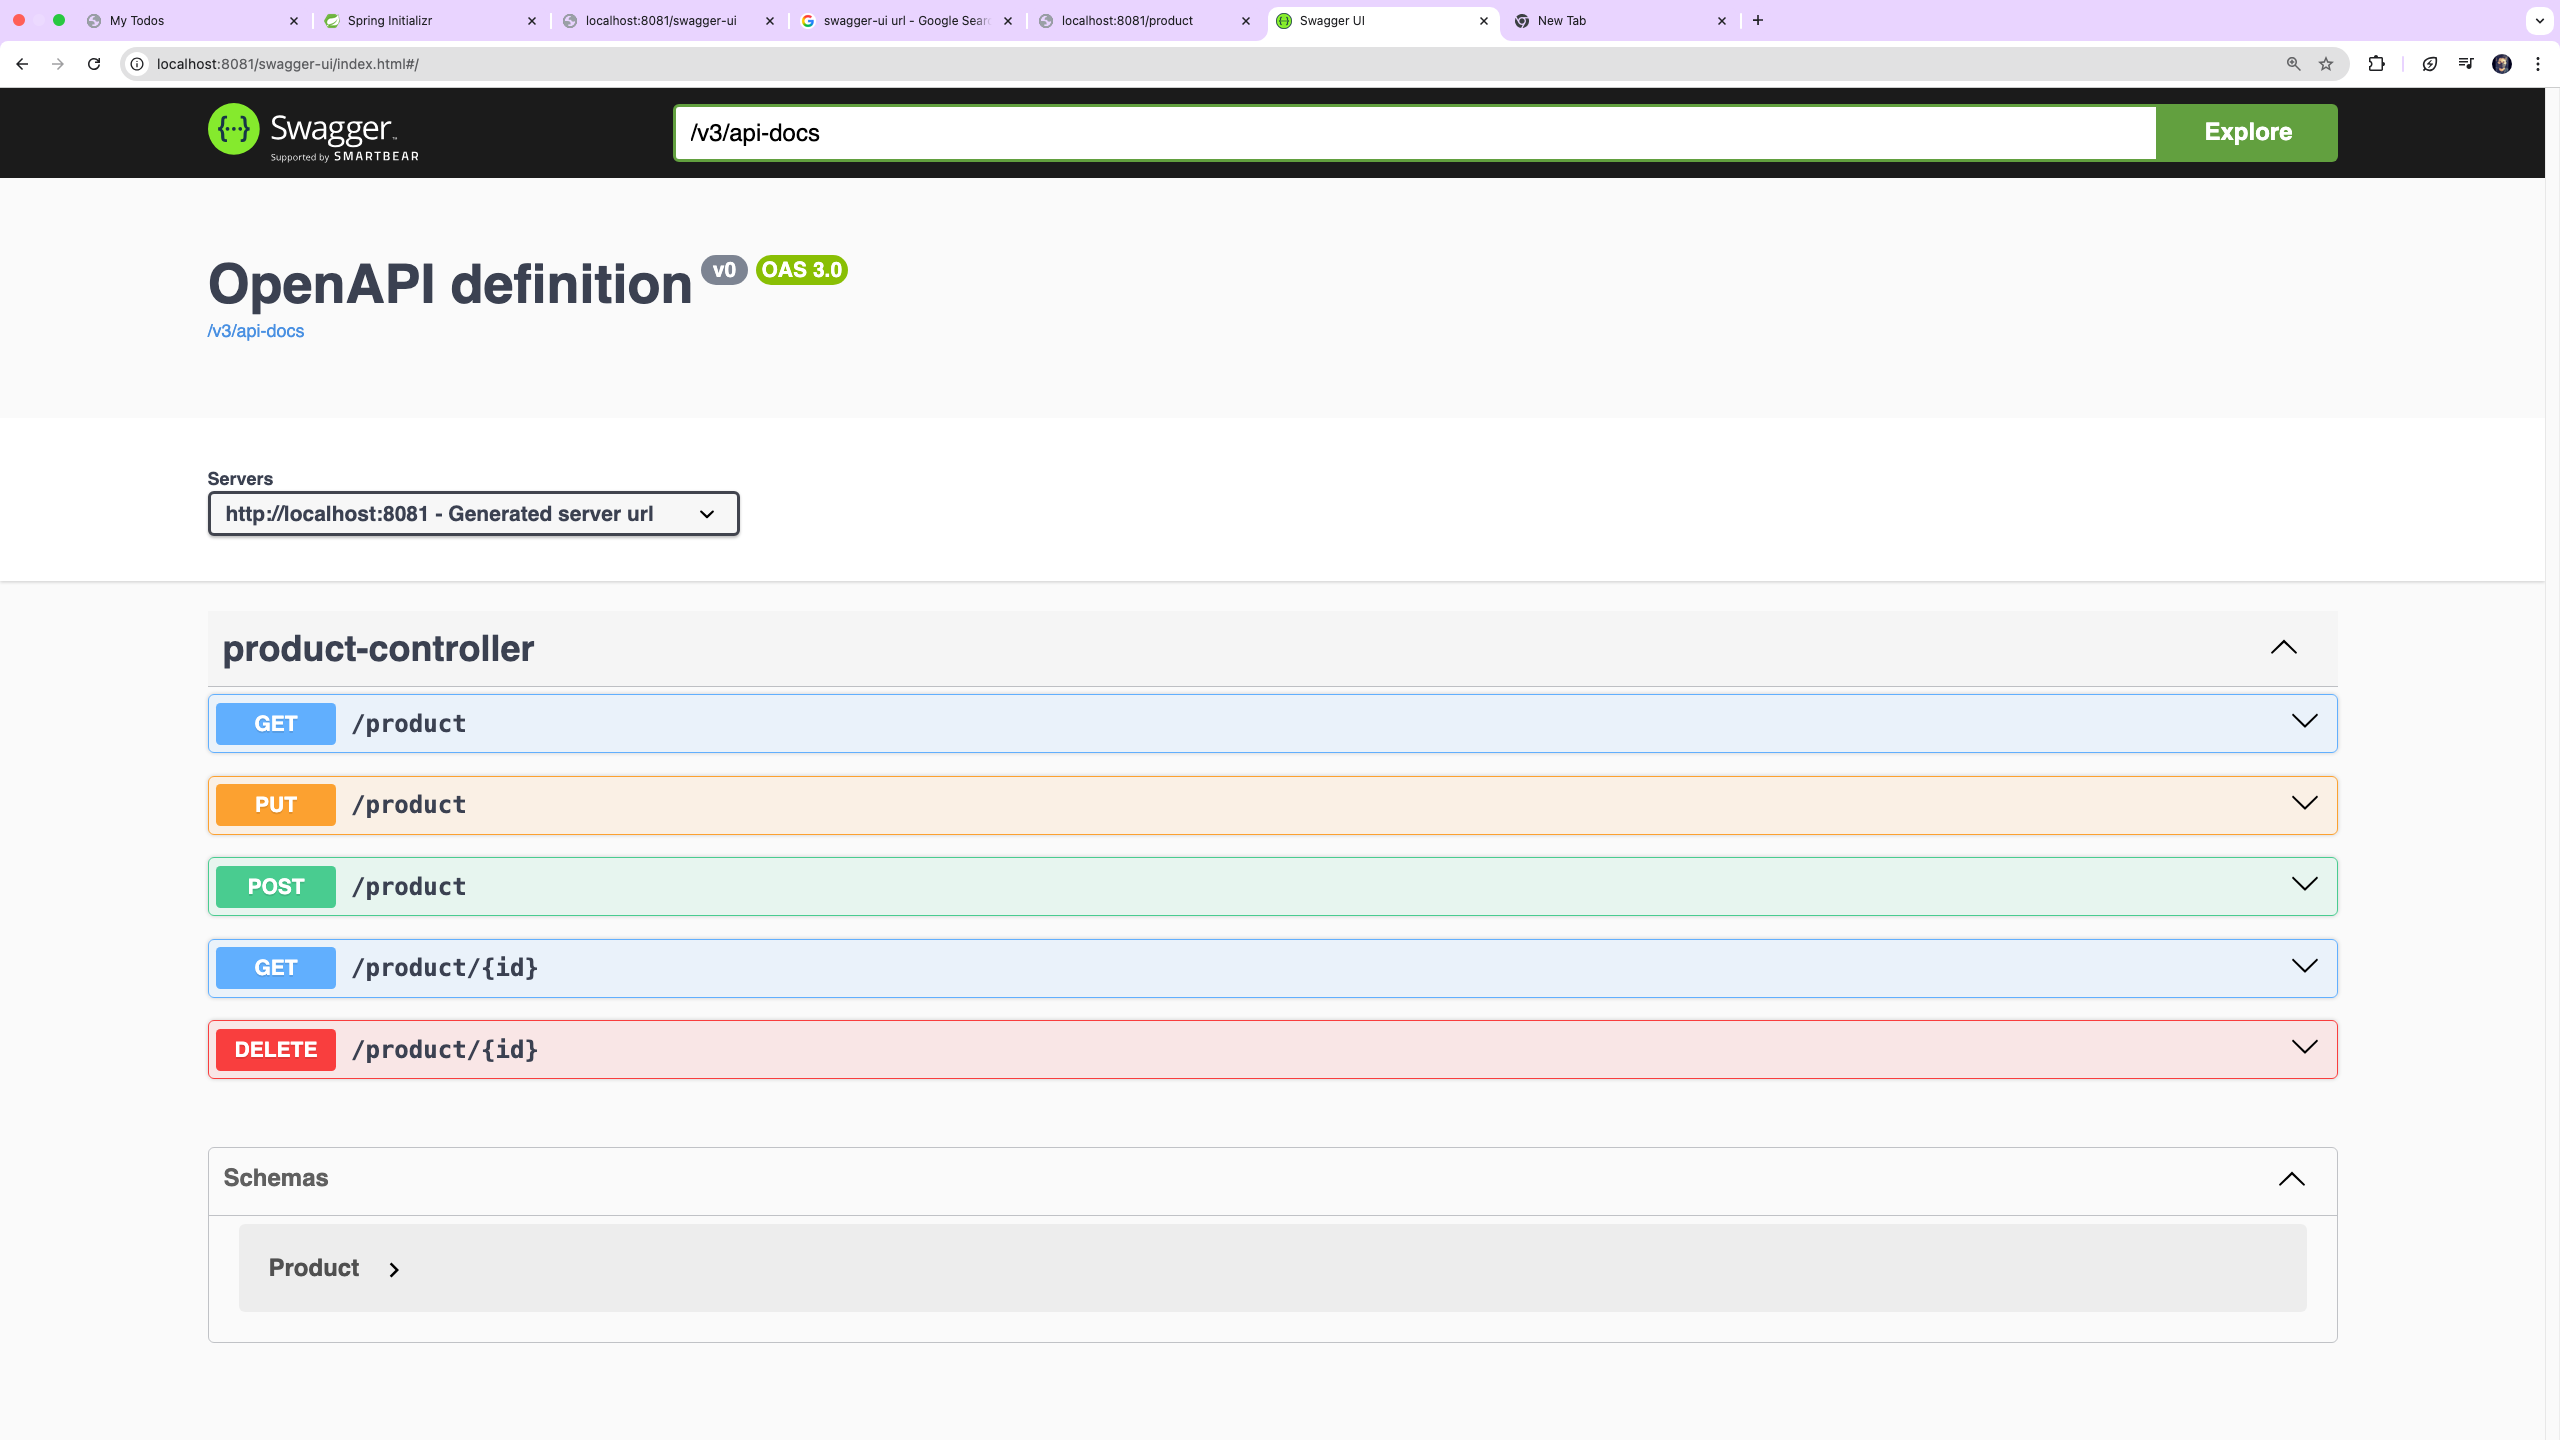 My Todos
Spring Initializr
localhost:8081/swagger-ui
swagger-ui url - Google Sear
localhost:8081/product
Swagger UI
New Tab
localhost:8081/swagger-ui/index.html#/
Swagger™
Supported by SMARTBEAR
/v3/api-docs
Explore
OpenAPI definition v0 OAS 3.0
/v3/api-docs
Servers
http://localhost:8081 - Generated server url
product-controller
GET /product
PUT /product
POST /product
GET /product/{id}
DELETE /product/{id}
Schemas
Product